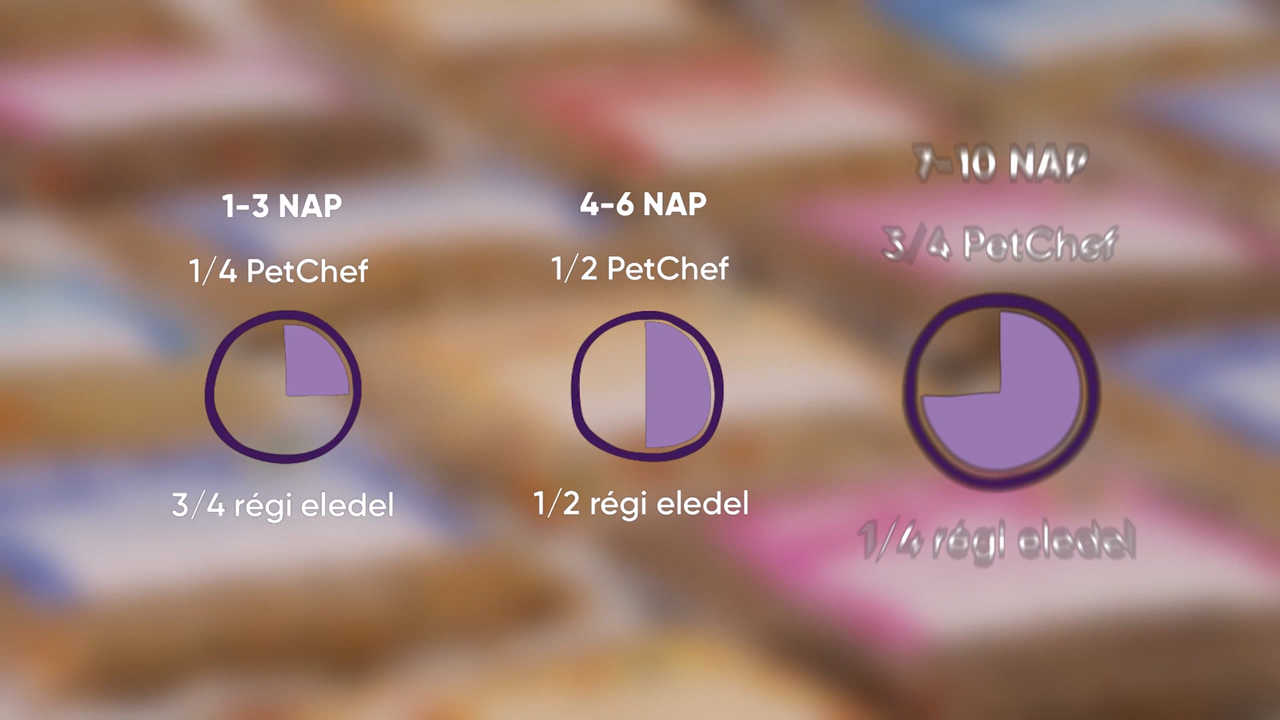 1-3 NAP
1/4 PetChef
3/4 régi eledel
4-6 NAP
1/2 PetChef
1/2 régi eledel
7-10 NAP
3/4 PetChef
1/4 régi eledel